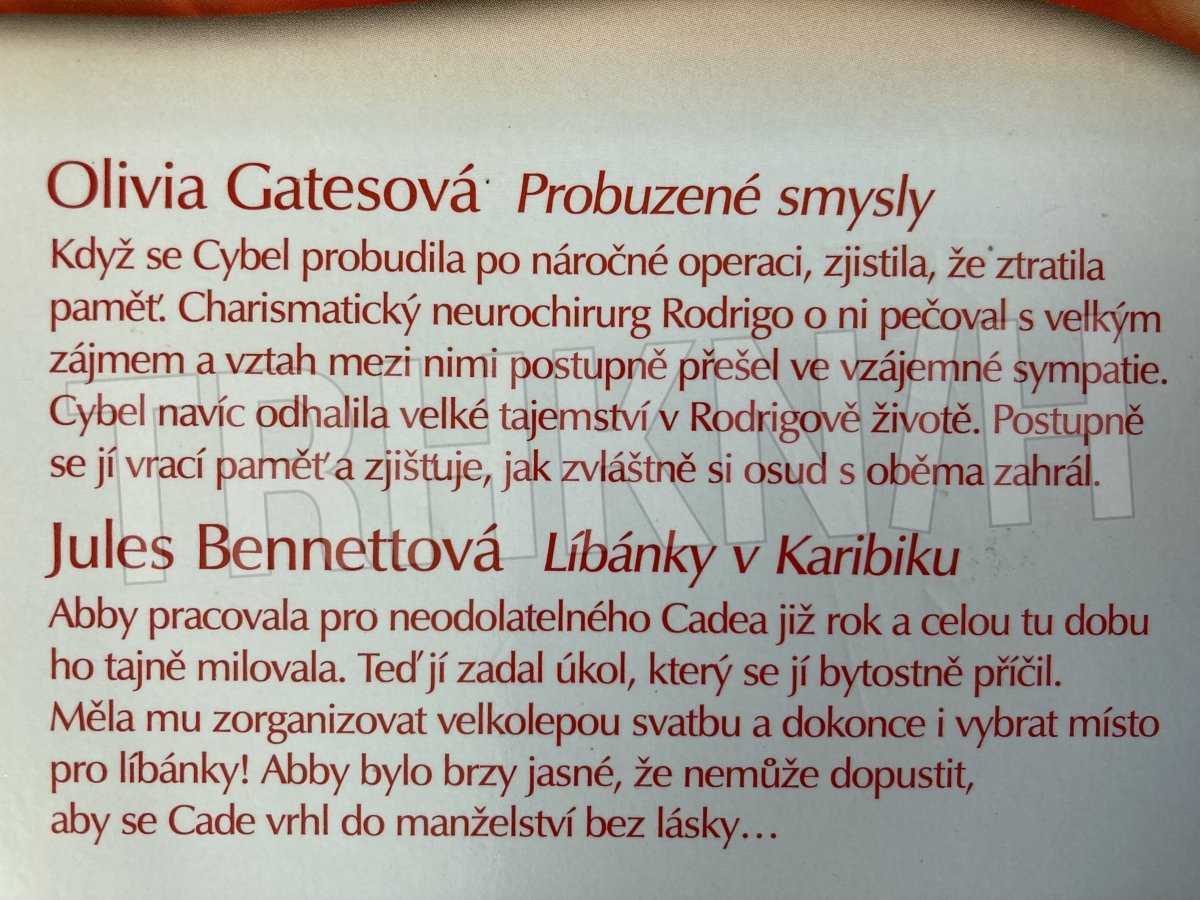 Olivia Gatesová Probuzené smysly
Když se Cybel probudila po náročné operaci, zjistila, že ztratila
paměť. Charismatický neurochirurg Rodrigo o ni pečoval s velkým
zájmem a vztah mezi nimi postupně přešel ve vzájemné sympatie.
Cybel navíc odhalila velké tajemství v Rodrigově životě. Postupně
se jí vrací paměť a zjišťuje, jak zvláštně si osud s oběma zahrál.
TRHKNIH
Jules Bennettová Líbánky v Karibiku
Abby pracovala pro neodolatelného Cadea již rok a celou tu dobu
ho tajně milovala. Teď jí zadal úkol, který se jí bytostně příčil.
Měla mu zorganizovat velkolepou svatbu a dokonce i vybrat místo
pro líbánky! Abby bylo brzy jasné, že nemůže dopustit,
aby se Cade vrhl do manželství bez lásky...